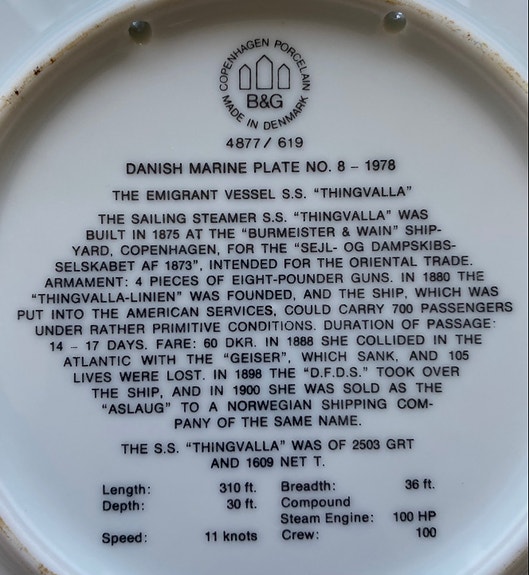 COPENHAGEN PORCELAIN
B&G
MADE IN DENMARK
4877/ 619
DANISH MARINE PLATE NO. 8 – 1978
THE EMIGRANT VESSEL S.S. "THINGVALLA"
THE SAILING STEAMER S.S. "THINGVALLA" WAS
BUILT IN 1875 AT THE "BURMEISTER & WAIN" SHIP-
YARD, COPENHAGEN, FOR THE "SEJL- OG DAMPSKIBS-
SELSKABET AF 1873", INTENDED FOR THE ORIENTAL TRADE.
ARMAMENT: 4 PIECES OF EIGHT-POUNDER GUNS. IN 1880 THE
"THINGVALLA-LINIEN" WAS FOUNDED, AND THE SHIP, WHICH WAS
PUT INTO THE AMERICAN SERVICES, COULD CARRY 700 PASSENGERS
UNDER RATHER PRIMITIVE CONDITIONS. DURATION OF PASSAGE:
14 – 17 DAYS. FARE: 60 DKR. IN 1888 SHE COLLIDED IN THE
ATLANTIC WITH THE "GEISER", WHICH SANK, AND 105
LIVES WERE LOST. IN 1898 THE "D.F.D.S." TOOK OVER
THE SHIP, AND IN 1900 SHE WAS SOLD AS THE
"ASLAUG" TO A NORWEGIAN SHIPPING COM-
PANY OF THE SAME NAME.
THE S.S. "THINGVALLA" WAS OF 2503 GRT
AND 1609 NET T.
Length: 310 ft. Breadth: 36 ft.
Depth: 30 ft. Compound
Steam Engine: 100 HP
Speed: 11 knots Crew: 100